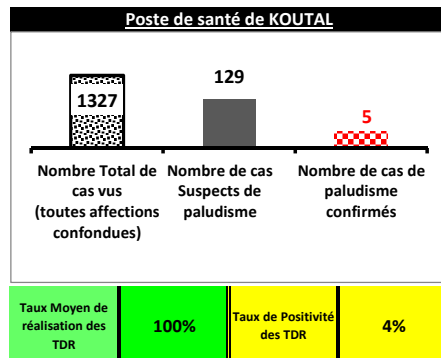 Poste de santé de KOUTAL
1327
129
5
Nombre Total de
cas vus
(toutes affections
confondues)
Nombre de cas
Suspects de
paludisme
Nombre de cas de
paludisme
confirmés
Taux Moyen de
réalisation des
TDR
100%
Taux de Positivité
des TDR
4%